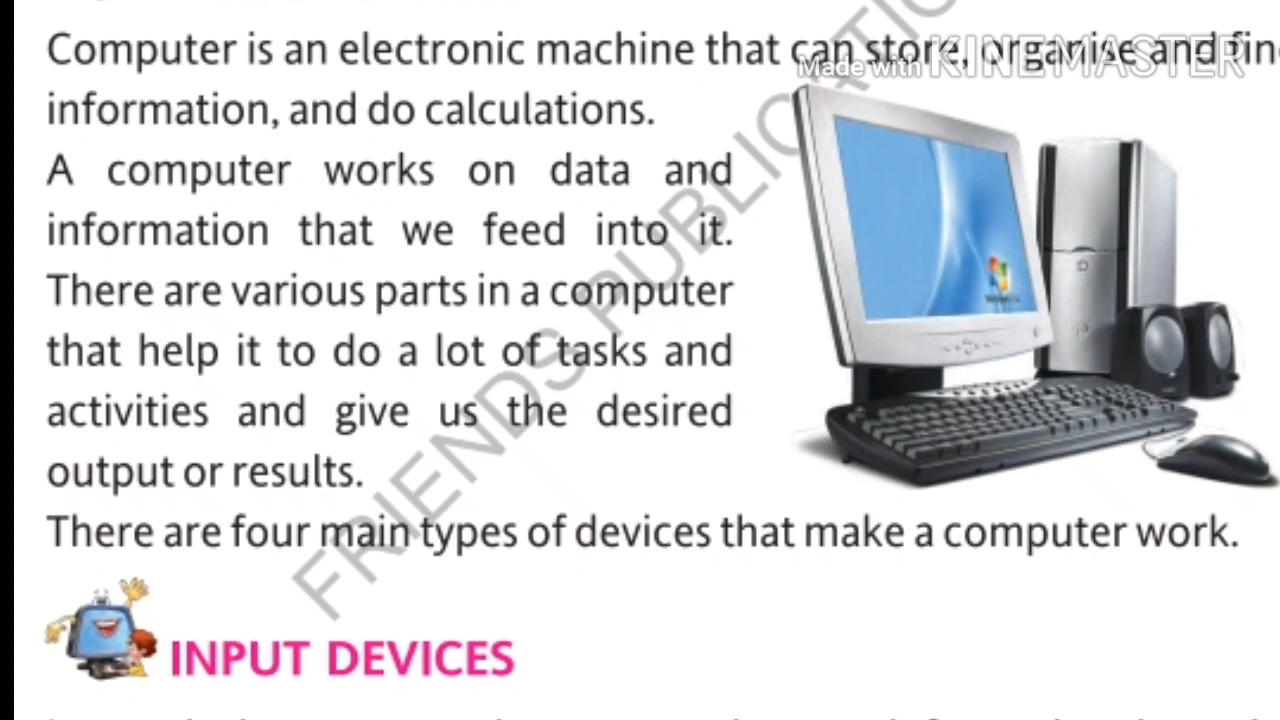 Computer is an electronic machine that can store, organise and
Made with KINEMASTER
information, and do calculations.
A computer works on data and
information that we feed into it.
There are various parts in a computer
that help it to do a lot of tasks and
activities and give us the desired
output or results.
There are four main types of devices that make a computer work.
FRIENDS PUBLICATIO
INPUT DEVICES